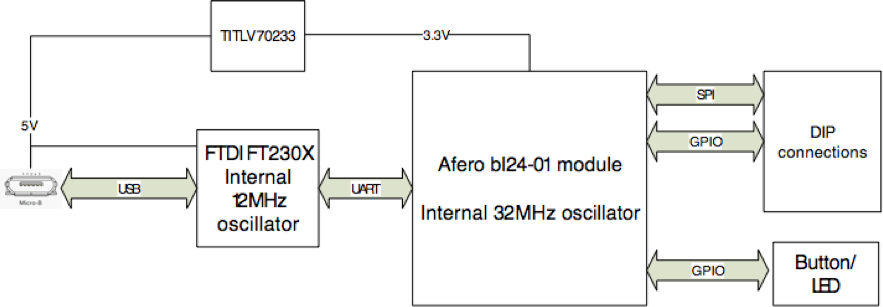 TITLV70233
3.3V
5V
FTDI FT230X
Internal
12MHz
oscillator
USB
Micro-B
UART
Afero bl24-01 module
Internal 32MHz oscillator
SPI
GPIO
DIP
connections
GPIO
Button/
LED